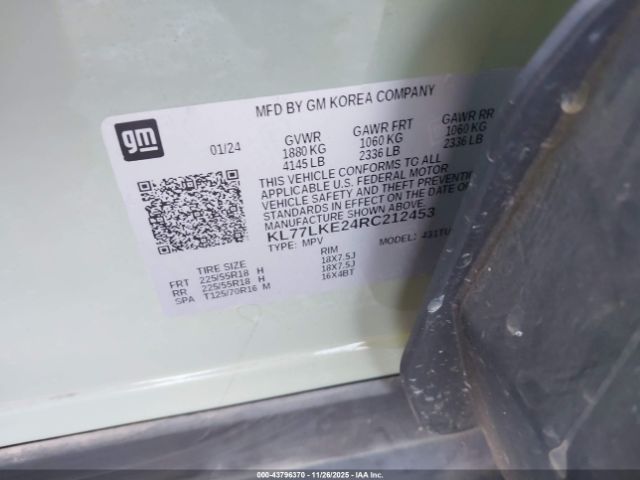 MFD BY GM KOREA COMPANY
gm
01/24
GVWR GAWR FRT GAWR RR
1880 KG 1060 KG 1060 KG
4145 LB 2336 LB 2336 LB
THIS VEHICLE CONFORMS TO ALL
APPLICABLE U.S. FEDERAL MOTOR
VEHICLE SAFETY AND THEFT PREVENTION
STANDARDS IN EFFECT ON THE DATE OF
MANUFACTURE SHOWN ABOVE.
KL77LKE24RC212453
TYPE: MPV MODEL: 431TU
TIRE SIZE RIM
FRT 225/55R18 H 18X7.5J
RR 225/55R18 H 18X7.5J
SPA T125/70R16 M 16X4BT
000-43796370 - 11/26/2025 - IAA Inc.